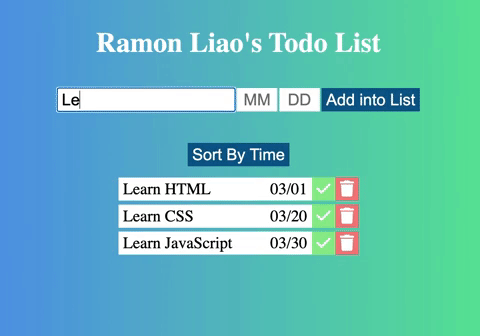 Ramon Liao's Todo List
Le MM DD Add into List
Sort By Time
Learn HTML 03/01
Learn CSS 03/20
Learn JavaScript 03/30